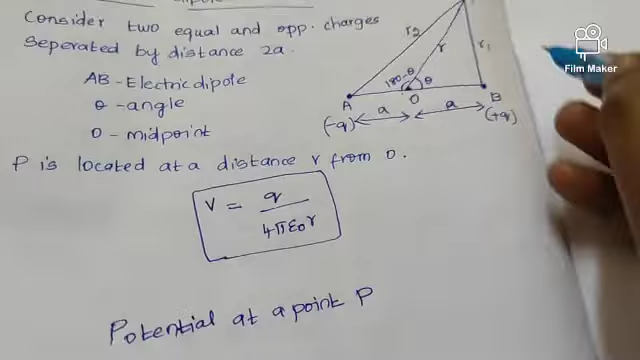 dipole
Consider two equal and opp. charges
Seperated by distance 2a.
AB - Electric dipole
θ - angle
O - midpoint
P is located at a distance r from O.
V = q / 4πε₀r
Potential at a point P
r₂
r
r₁
180-θ
θ
A
O
B
a
a
(-q)
(+q)
Film Maker